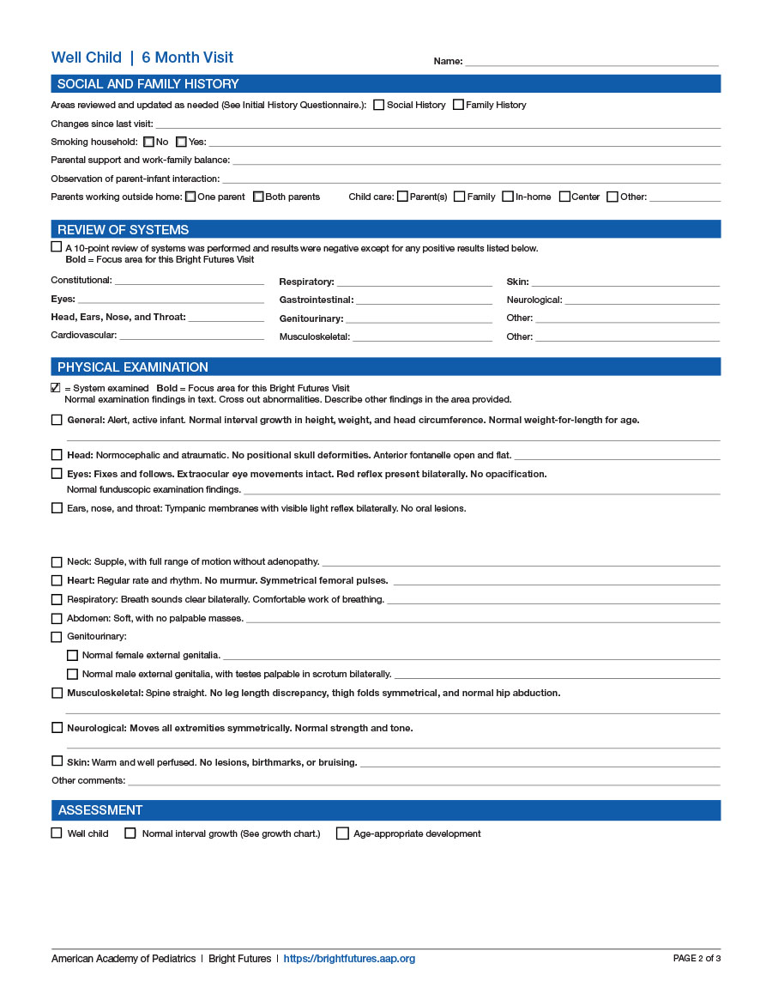 Well Child | 6 Month Visit
Name:
SOCIAL AND FAMILY HISTORY
Areas reviewed and updated as needed (See Initial History Questionnaire.): Social History Family History
Changes since last visit:
Smoking household: No Yes:
Parental support and work-family balance:
Observation of parent-infant interaction:
Parents working outside home: One parent Both parents Child care: Parent(s) Family In-home Center Other:
REVIEW OF SYSTEMS
A 10-point review of systems was performed and results were negative except for any positive results listed below.
Bold = Focus area for this Bright Futures Visit
Constitutional: Respiratory: Skin:
Eyes: Gastrointestinal: Neurological:
Head, Ears, Nose, and Throat: Genitourinary: Other:
Cardiovascular: Musculoskeletal: Other:
PHYSICAL EXAMINATION
✓ = System examined Bold = Focus area for this Bright Futures Visit
Normal examination findings in text. Cross out abnormalities. Describe other findings in the area provided.
General: Alert, active infant. Normal interval growth in height, weight, and head circumference. Normal weight-for-length for age.
Head: Normocephalic and atraumatic. No positional skull deformities. Anterior fontanelle open and flat.
Eyes: Fixes and follows. Extraocular eye movements intact. Red reflex present bilaterally. No opacification.
Normal funduscopic examination findings.
Ears, nose, and throat: Tympanic membranes with visible light reflex bilaterally. No oral lesions.
Neck: Supple, with full range of motion without adenopathy.
Heart: Regular rate and rhythm. No murmur. Symmetrical femoral pulses.
Respiratory: Breath sounds clear bilaterally. Comfortable work of breathing.
Abdomen: Soft, with no palpable masses.
Genitourinary:
Normal female external genitalia.
Normal male external genitalia, with testes palpable in scrotum bilaterally.
Musculoskeletal: Spine straight. No leg length discrepancy, thigh folds symmetrical, and normal hip abduction.
Neurological: Moves all extremities symmetrically. Normal strength and tone.
Skin: Warm and well perfused. No lesions, birthmarks, or bruising.
Other comments:
ASSESSMENT
Well child Normal interval growth (See growth chart.) Age-appropriate development
American Academy of Pediatrics | Bright Futures | https://brightfutures.aap.org
PAGE 2 of 3